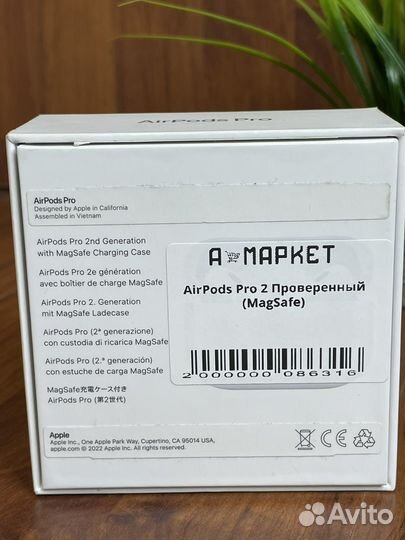 AirPods Pro
AirPods Pro
Designed by Apple in California
Assembled in Vietnam
AirPods Pro 2nd Generation
with MagSafe Charging Case
AirPods Pro 2e génération
avec boîtier de charge MagSafe
AirPods Pro 2. Generation
mit MagSafe Ladecase
AirPods Pro (2ª generazione)
con custodia di ricarica MagSafe
AirPods Pro (2.ª generación)
con estuche de carga MagSafe
MagSafe充電ケース付き
AirPods Pro (第2世代)
А МАРКЕТ
AirPods Pro 2 Проверенный
(MagSafe)
2 000000 086316
Apple
Apple Inc., One Apple Park Way, Cupertino, CA 95014 USA,
apple.com © 2022 Apple Inc. All rights reserved.
CE
Avito